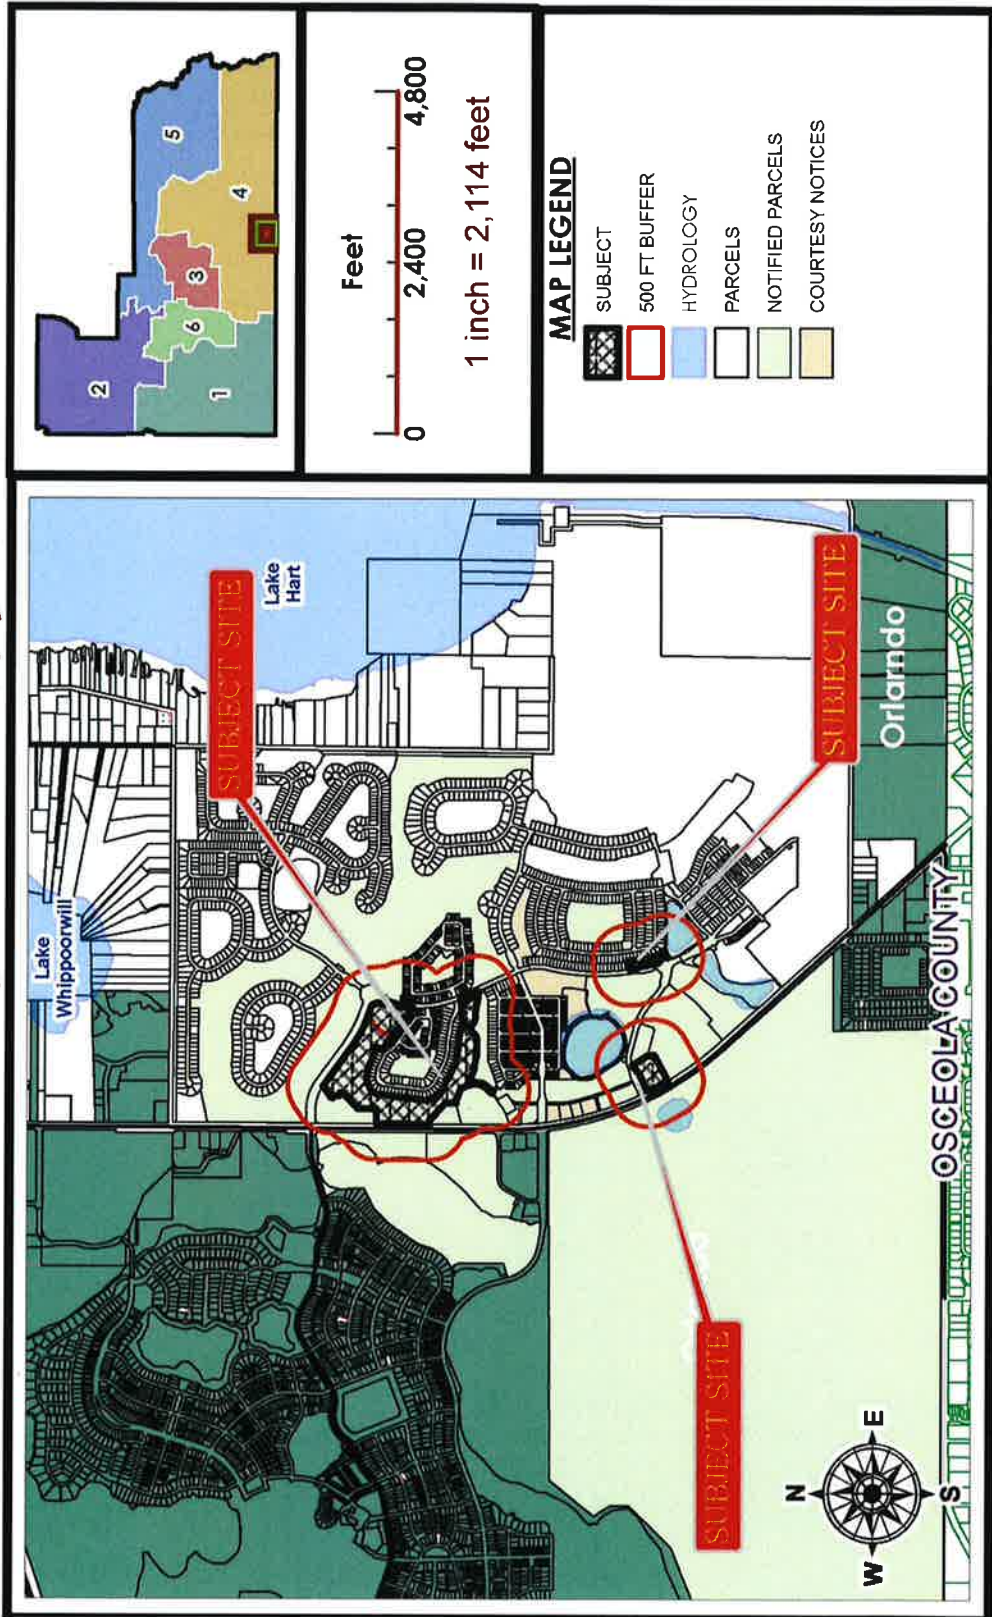 Lake
Whippoorwill
Lake
Hart
SUBJECT SITE
SUBJECT SITE
SUBJECT SITE
Orlarndo
OSCEOLA COUNTY
N
W
E
S
2
5
3
6
4
1
Feet
0
2,400
4,800
1 inch = 2,114 feet
MAP LEGEND
SUBJECT
500 FT BUFFER
HYDROLOGY
PARCELS
NOTIFIED PARCELS
COURTESY NOTICES